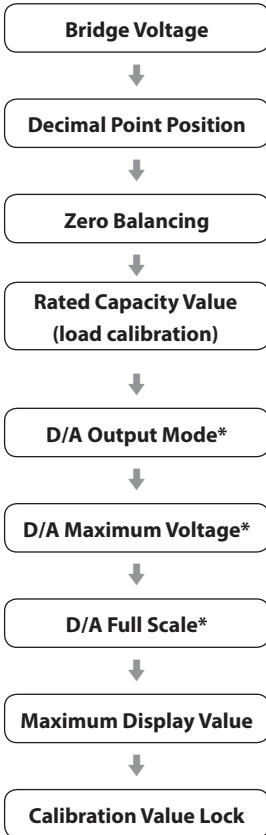 Bridge Voltage
Decimal Point Position
Zero Balancing
Rated Capacity Value
(load calibration)
D/A Output Mode*
D/A Maximum Voltage*
D/A Full Scale*
Maximum Display Value
Calibration Value Lock